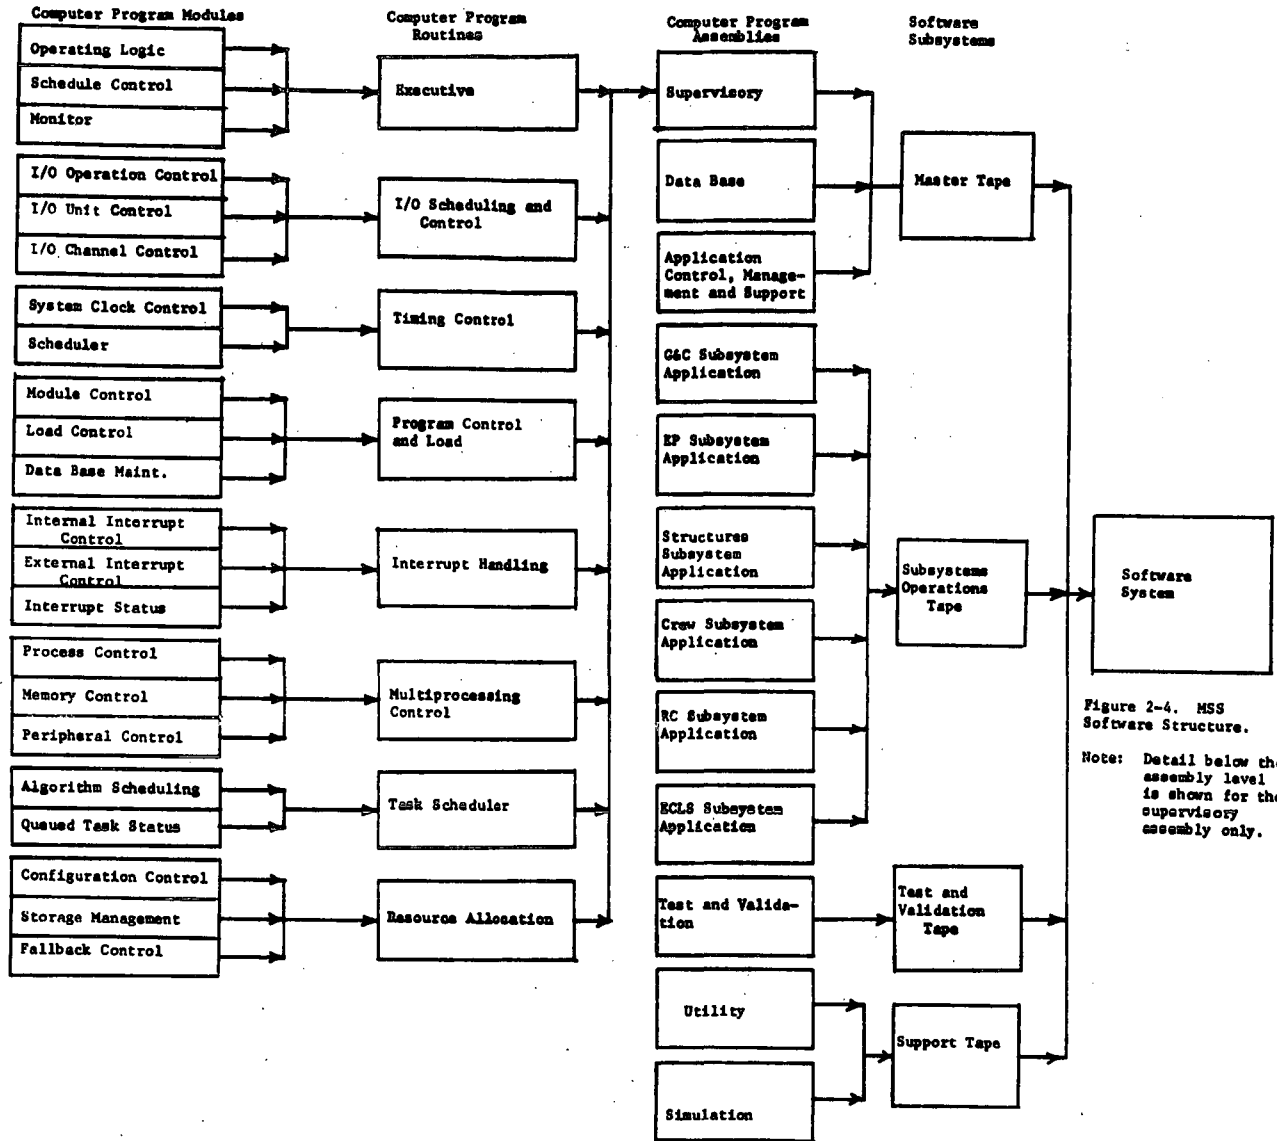 Computer Program Modules
Operating Logic
Schedule Control
Monitor
I/O Operation Control
I/O Unit Control
I/O Channel Control
System Clock Control
Scheduler
Module Control
Load Control
Data Base Maint.
Internal Interrupt
Control
External Interrupt
Control
Interrupt Status
Process Control
Memory Control
Peripheral Control
Algorithm Scheduling
Queued Task Status
Configuration Control
Storage Management
Fallback Control
Computer Program
Routines
Executive
I/O Scheduling and
Control
Timing Control
Program Control
and Load
Interrupt Handling
Multiprocessing
Control
Task Scheduler
Resource Allocation
Computer Program
Assemblies
Supervisory
Data Base
Application
Control, Manage-
ment and Support
G&C Subsystem
Application
EP Subsystem
Application
Structures
Subsystem
Application
Crew Subsystem
Application
RC Subsystem
Application
ECLS Subsystem
Application
Test and Valida-
tion
Utility
Simulation
Software
Subsystems
Master Tape
Subsystems
Operations
Tape
Test and
Validation
Tape
Support Tape
Software
System
Figure 2-4. MSS
Software Structure.
Note: Detail below the
assembly level
is shown for the
supervisory
assembly only.